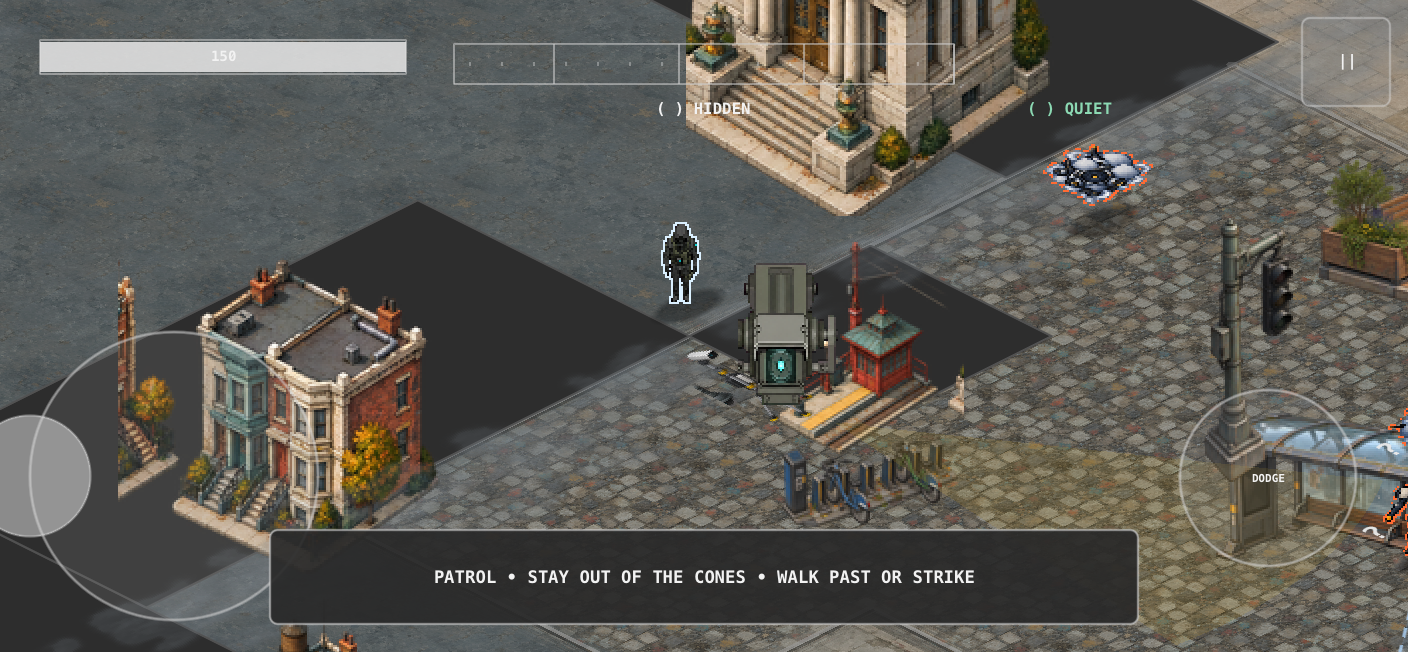 150
( ) HIDDEN
( ) QUIET
||
DODGE
PATROL • STAY OUT OF THE CONES • WALK PAST OR STRIKE